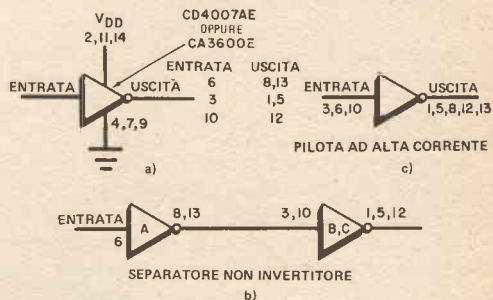 VDD
2,11,14
CD4007AE
OPPURE
CA3600E
ENTRATA USCITA
ENTRATA USCITÀ
6 8,13
3 1,5
10 12
4,7,9
a)
ENTRATA
3,6,10
USCITA
1,5,8,12,13
PILOTA AD ALTA CORRENTE
c)
ENTRATA
6
A
8,13
3,10
B,C
1,5,12
SEPARATORE NON INVERTITORE
b)